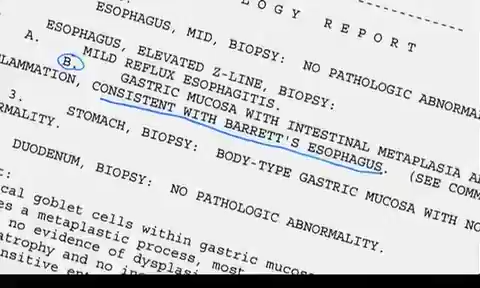 LOGY REPORT
ESOPHAGUS, MID, BIOPSY: NO PATHOLOGIC ABNORMA
ESOPHAGUS, ELEVATED Z-LINE, BIOPSY:
A. MILD REFLUX ESOPHAGITIS.
B. GASTRIC MUCOSA WITH INTESTINAL METAPLASIA A
LAMMATION, CONSISTENT WITH BARRETT'S ESOPHAGUS. (SEE COMM
3. STOMACH, BIOPSY: BODY-TYPE GASTRIC MUCOSA WITH NO
RMALITY.
DUODENUM, BIOPSY: NO PATHOLOGIC ABNORMALITY.
t:
cal goblet cells within gastric mucos
es a metaplastic process, most
no evidence of dysplasi
atrophy and no in
nsitive en